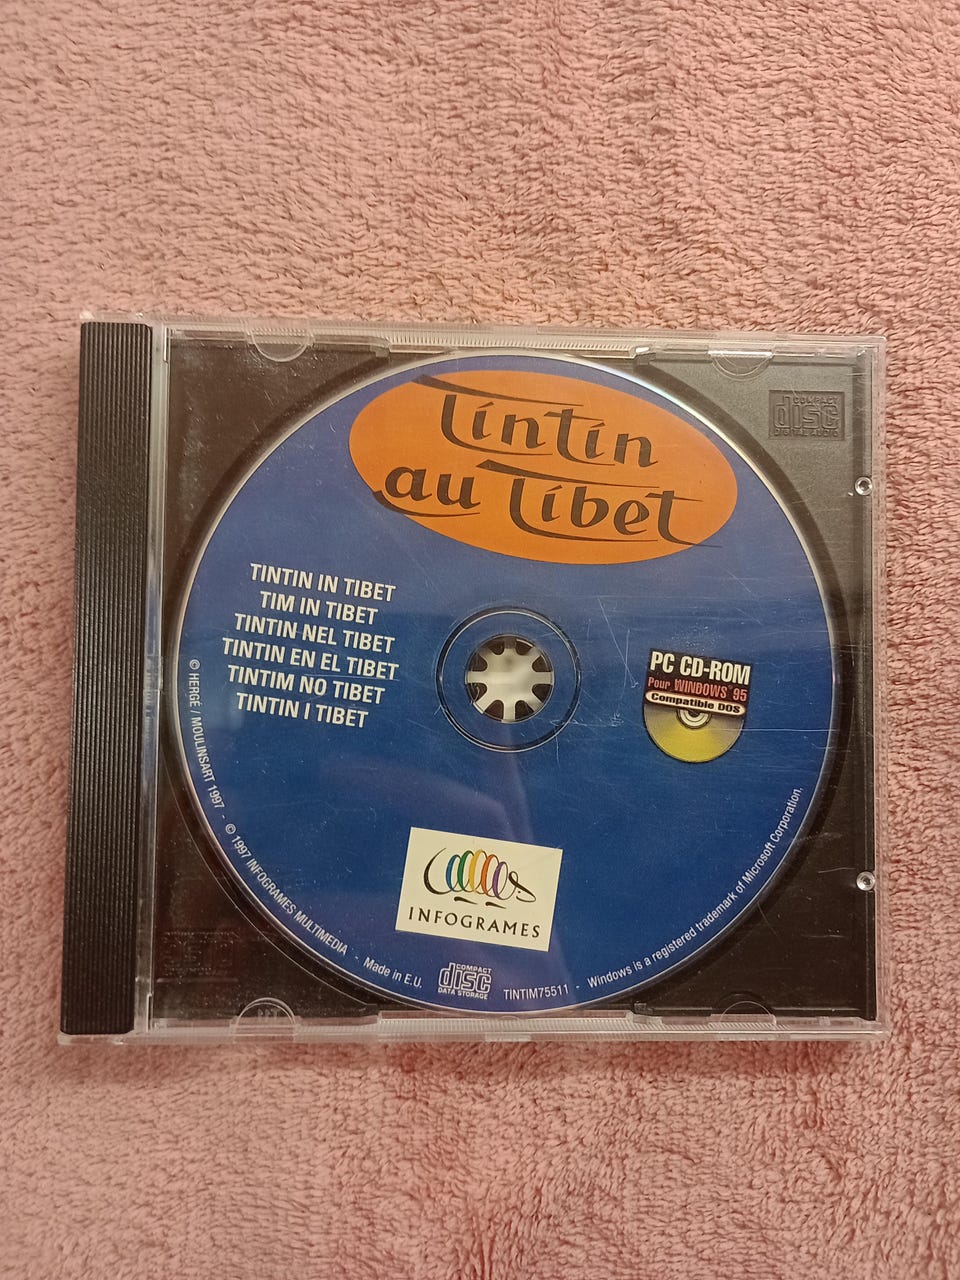 Tintin
au Tibet
COMPACT
disc
DIGITAL AUDIO
TINTIN IN TIBET
TIM IN TIBET
TINTIN NEL TIBET
TINTIN EN EL TIBET
TINTIM NO TIBET
TINTIN I TIBET
PC CD-ROM
Pour WINDOWS® 95
Compatible DOS
INFOGRAMES
© HERGÉ / MOULINSART 1997 - © 1997 INFOGRAMES MULTIMEDIA - Made in E.U.
COMPACT
disc
DATA STORAGE
TINTIM75511 - Windows is a registered trademark of Microsoft Corporation.